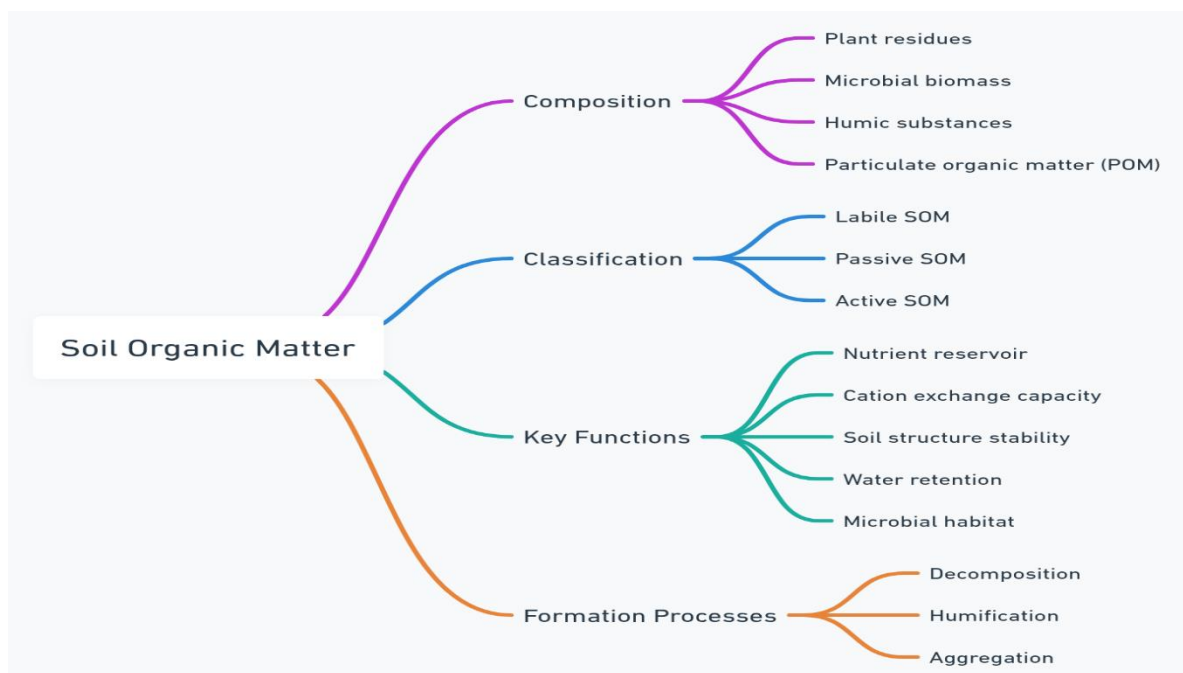 Soil Organic Matter
Composition
Plant residues
Microbial biomass
Humic substances
Particulate organic matter (POM)
Classification
Labile SOM
Passive SOM
Active SOM
Key Functions
Nutrient reservoir
Cation exchange capacity
Soil structure stability
Water retention
Microbial habitat
Formation Processes
Decomposition
Humification
Aggregation